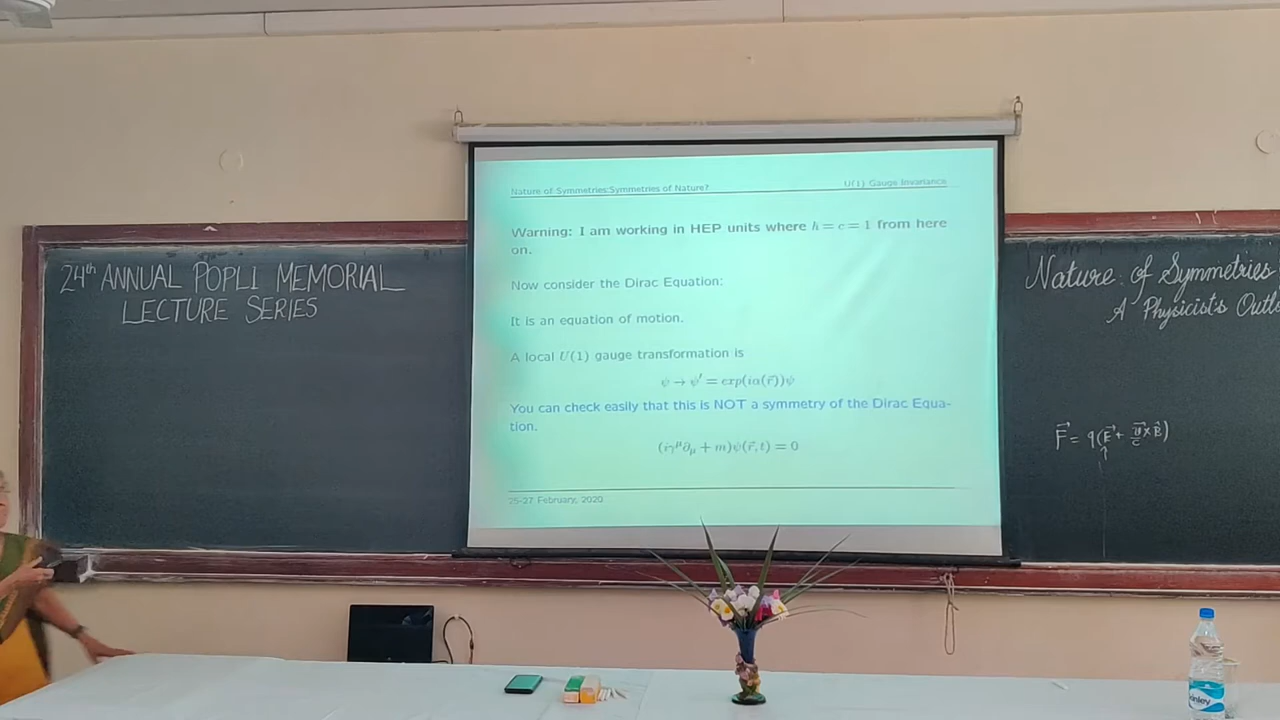 24th ANNUAL POPLI MEMORIAL
LECTURE SERIES
Nature of Symmetries:Symmetries of Nature?
U(1) Gauge Invariance
Warning: I am working in HEP units where ℏ = c = 1 from here
on.
Now consider the Dirac Equation:
It is an equation of motion.
A local U(1) gauge transformation is
ψ → ψ′ = exp(iα(r⃗))ψ
You can check easily that this is NOT a symmetry of the Dirac Equa-
tion.
(iγ^μ ∂_μ + m)ψ(r⃗, t) = 0
25-27 February, 2020
Nature of Symmetries
A Physicist's Outl
F⃗ = q(E⃗ + v⃗/c × B⃗)
Kinley